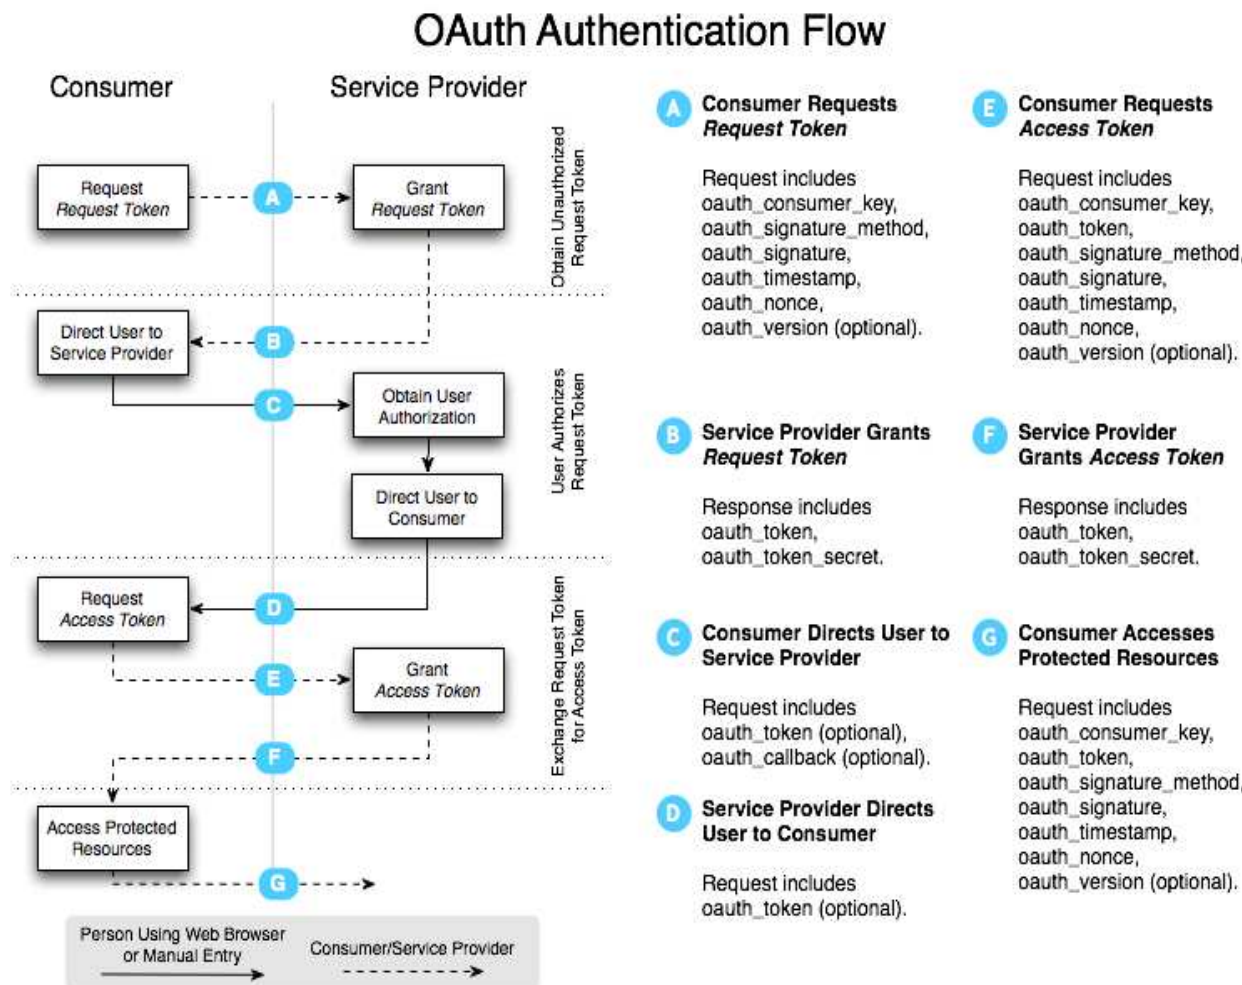 OAuth Authentication Flow
Consumer
Service Provider
Request
Request Token
A
Grant
Request Token
Obtain Unauthorized
Request Token
Direct User to
Service Provider
B
C
Obtain User
Authorization
Direct User to
Consumer
User Authorizes
Request Token
Request
Access Token
D
E
Grant
Access Token
F
Exchange Request Token
for Access Token
Access Protected
Resources
G
Person Using Web Browser
or Manual Entry
Consumer/Service Provider
A
Consumer Requests
Request Token
Request includes
oauth_consumer_key,
oauth_signature_method,
oauth_signature,
oauth_timestamp,
oauth_nonce,
oauth_version (optional).
B
Service Provider Grants
Request Token
Response includes
oauth_token,
oauth_token_secret.
C
Consumer Directs User to
Service Provider
Request includes
oauth_token (optional),
oauth_callback (optional).
D
Service Provider Directs
User to Consumer
Request includes
oauth_token (optional).
E
Consumer Requests
Access Token
Request includes
oauth_consumer_key,
oauth_token,
oauth_signature_method,
oauth_signature,
oauth_timestamp,
oauth_nonce,
oauth_version (optional).
F
Service Provider
Grants Access Token
Response includes
oauth_token,
oauth_token_secret.
G
Consumer Accesses
Protected Resources
Request includes
oauth_consumer_key,
oauth_token,
oauth_signature_method,
oauth_signature,
oauth_timestamp,
oauth_nonce,
oauth_version (optional).